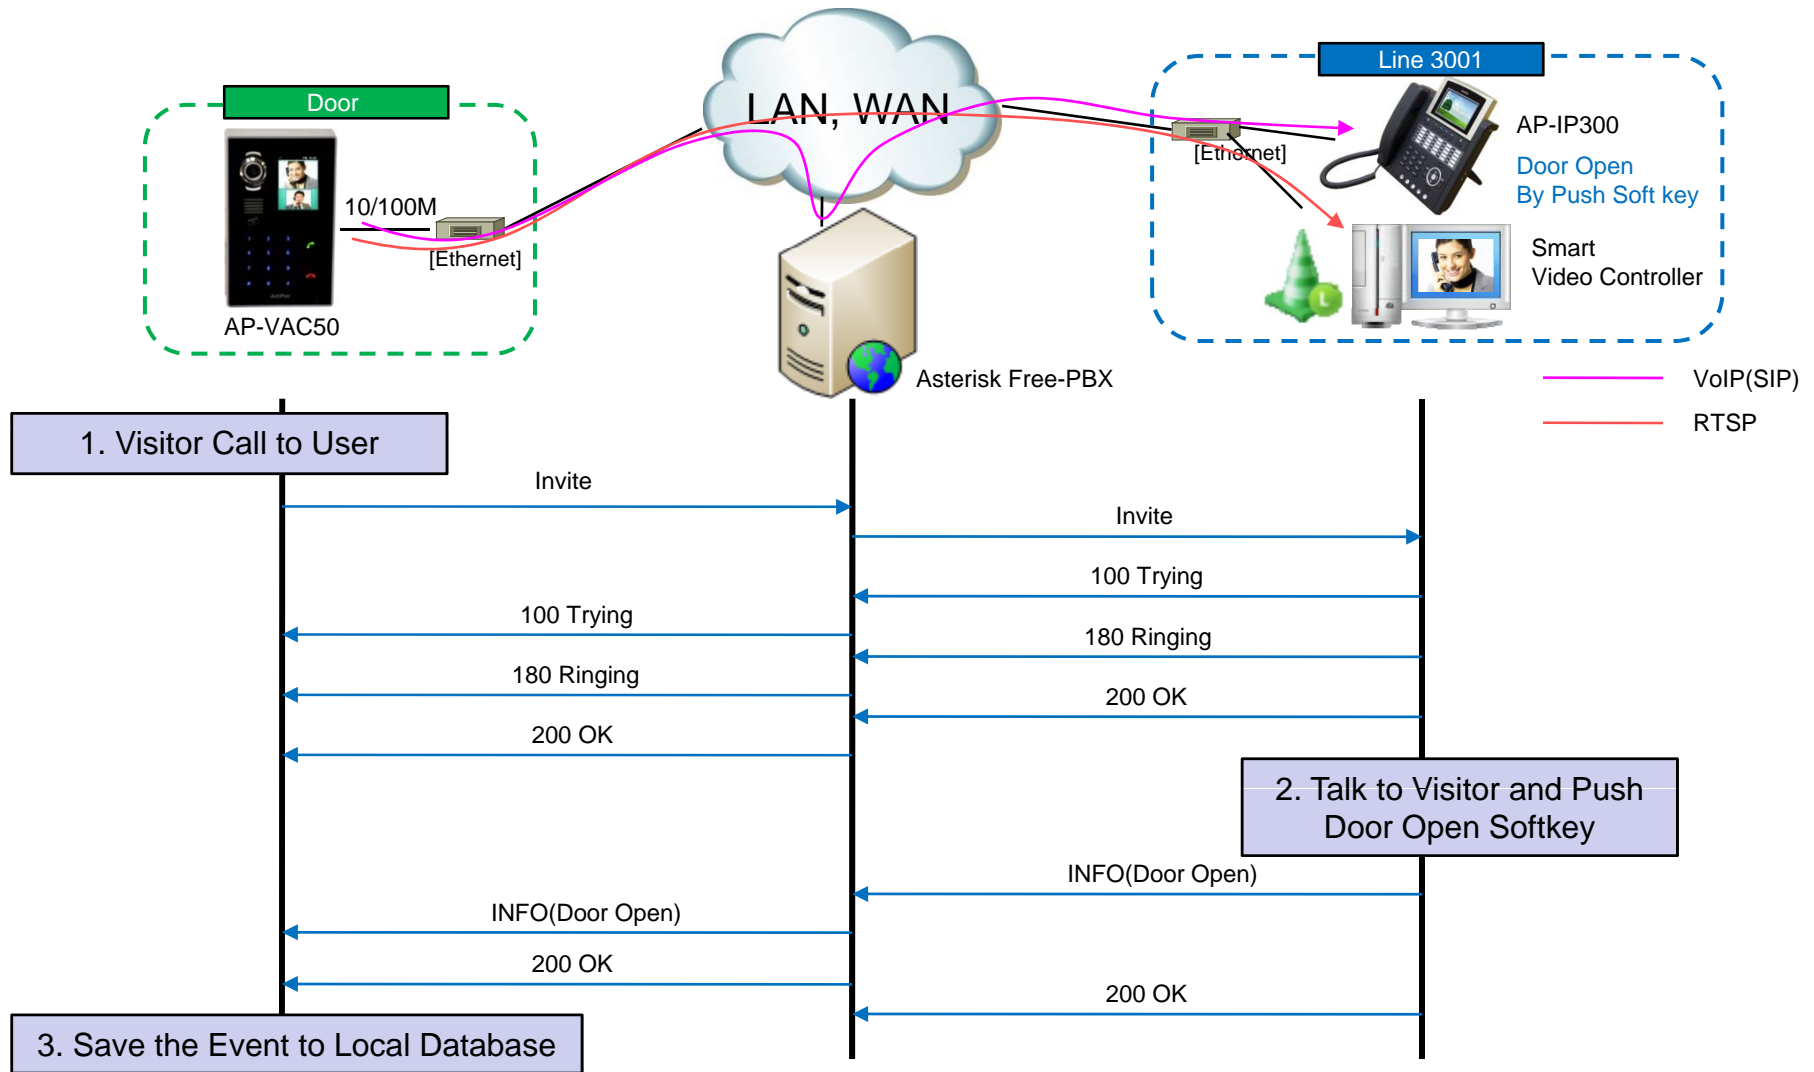 Door
LAN, WAN
Line 3001
10/100M
[Ethernet]
AP-VAC50
[Ethernet]
AP-IP300
Door Open
By Push Soft key
Smart
Video Controller
L
Asterisk Free-PBX
VoIP(SIP)
RTSP
1. Visitor Call to User
Invite
Invite
100 Trying
100 Trying
180 Ringing
180 Ringing
200 OK
200 OK
2. Talk to Visitor and Push
Door Open Softkey
INFO(Door Open)
INFO(Door Open)
200 OK
200 OK
3. Save the Event to Local Database